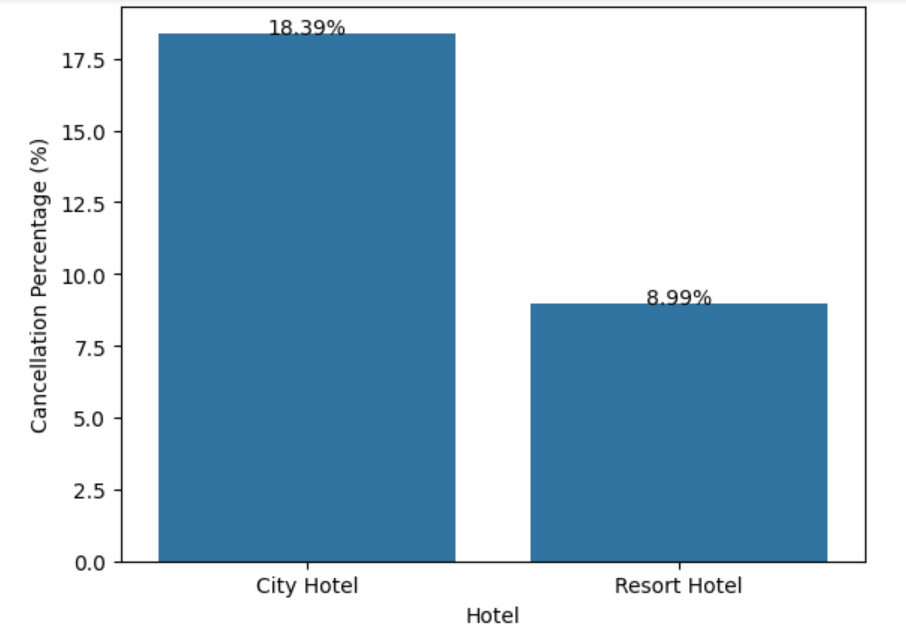 18.39%
17.5
15.0
12.5
10.0
8.99%
7.5
5.0
2.5
0.0
Cancellation Percentage (%)
City Hotel
Resort Hotel
Hotel